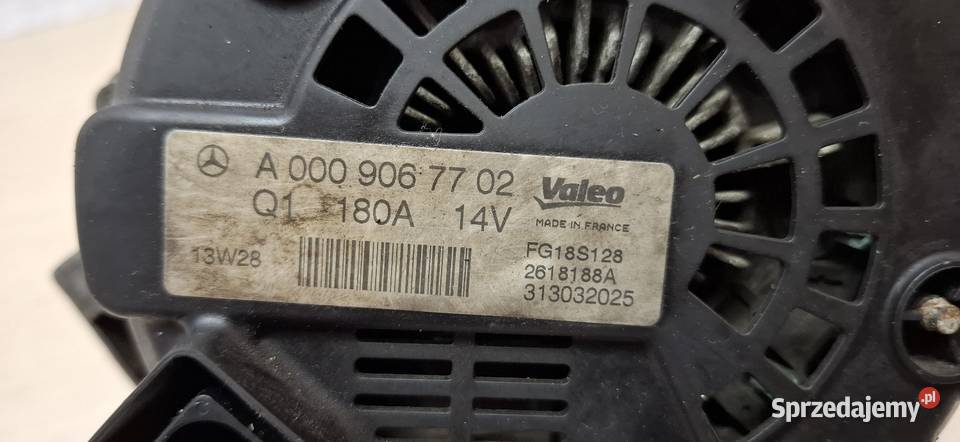 A 000 906 77 02
Valeo
Q1 180A 14V
MADE IN FRANCE
13W28
FG18S128
2618188A
313032025
Sprzedajemy.pl